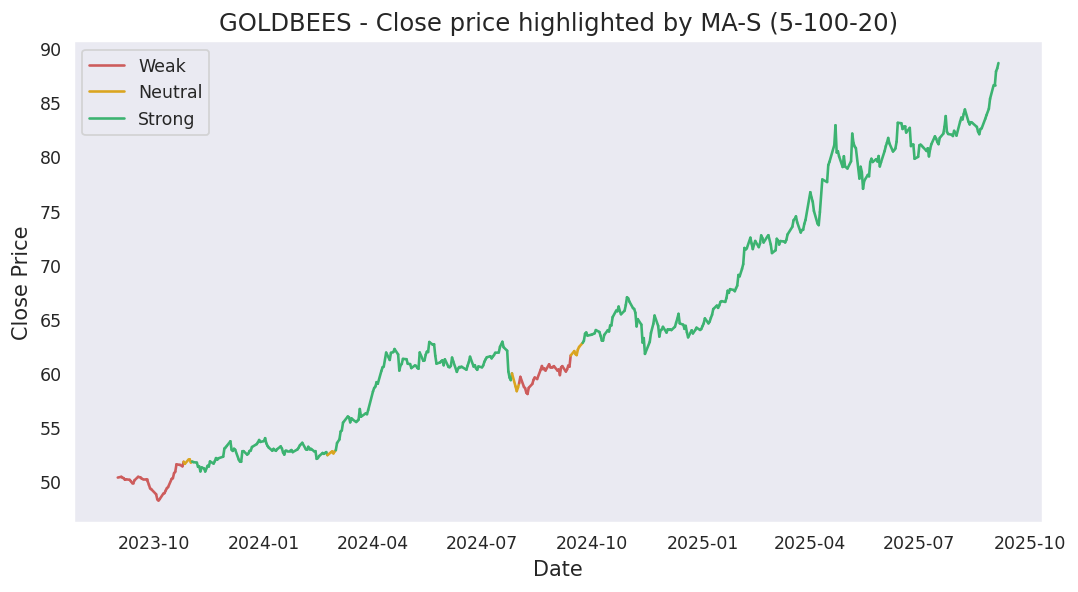 GOLDBEES - Close price highlighted by MA-S (5-100-20)
Weak
Neutral
Strong
Close Price
90
85
80
75
70
65
60
55
50
2023-10 2024-01 2024-04 2024-07 2024-10 2025-01 2025-04 2025-07 2025-10
Date